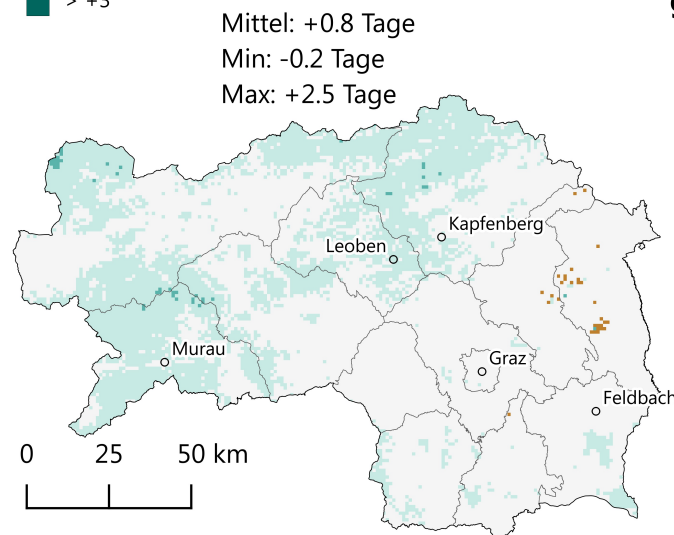 > +3
Mittel: +0.8 Tage
Min: -0.2 Tage
Max: +2.5 Tage
Kapfenberg
Leoben
Murau
Graz
Feldbach
0 25 50 km